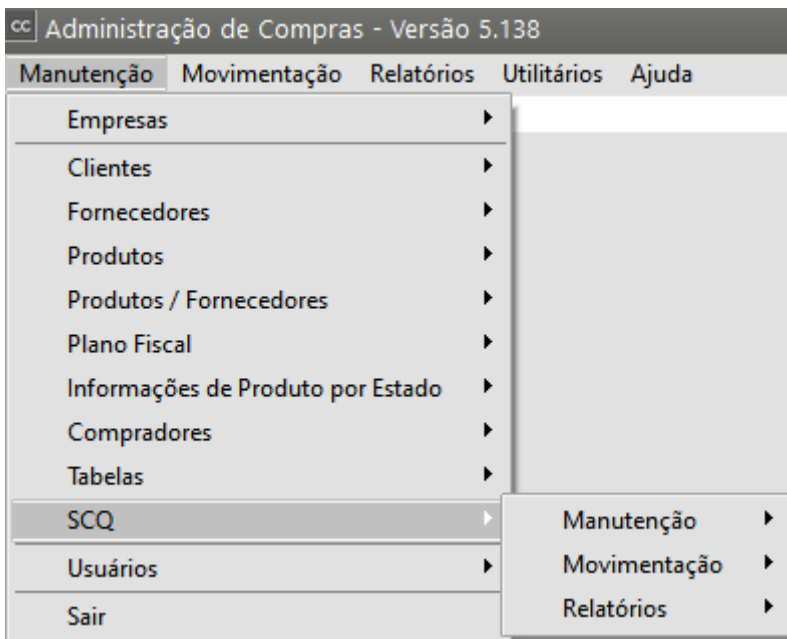 cc Administração de Compras - Versão 5.138
Manutenção Movimentação Relatórios Utilitários Ajuda
Empresas
Clientes
Fornecedores
Produtos
Produtos / Fornecedores
Plano Fiscal
Informações de Produto por Estado
Compradores
Tabelas
SCQ
Manutenção
Usuários
Movimentação
Sair
Relatórios